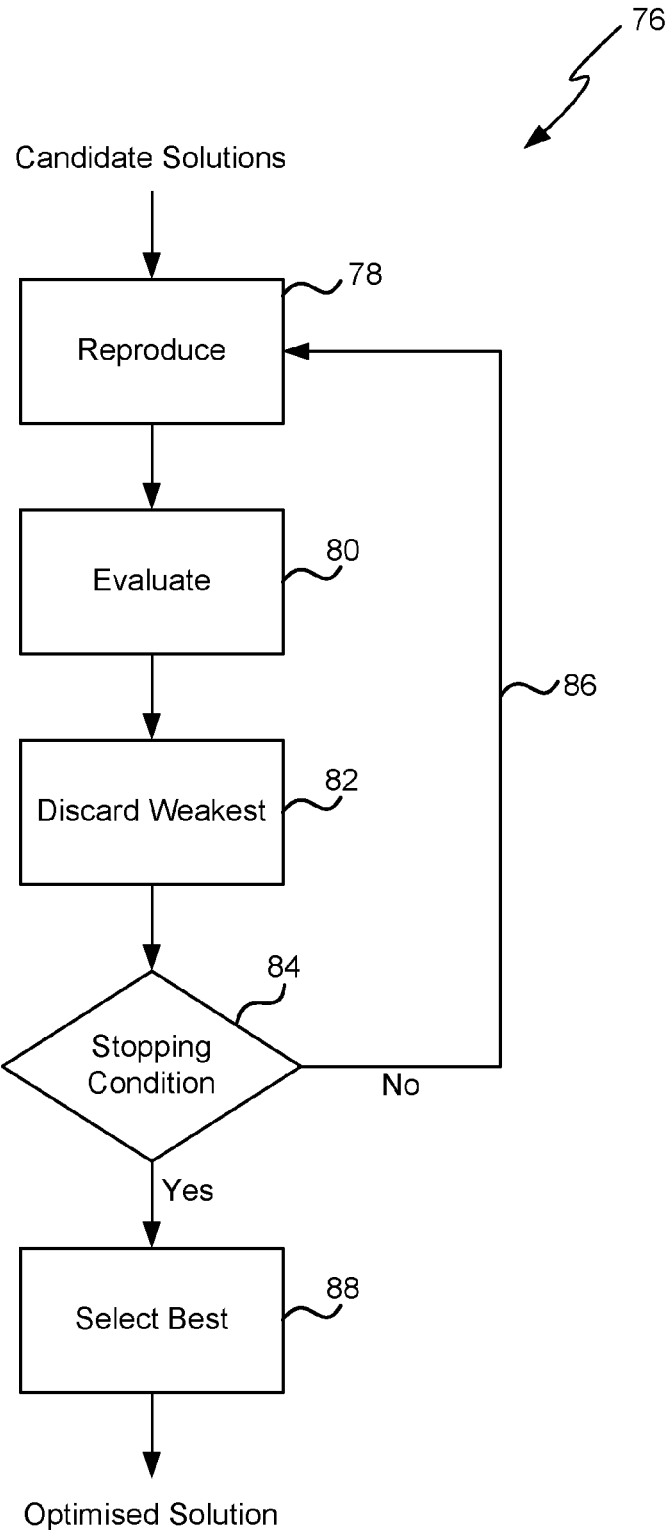 76
Candidate Solutions
78
Reproduce
80
Evaluate
86
82
Discard Weakest
84
Stopping
Condition
No
Yes
88
Select Best
Optimised Solution